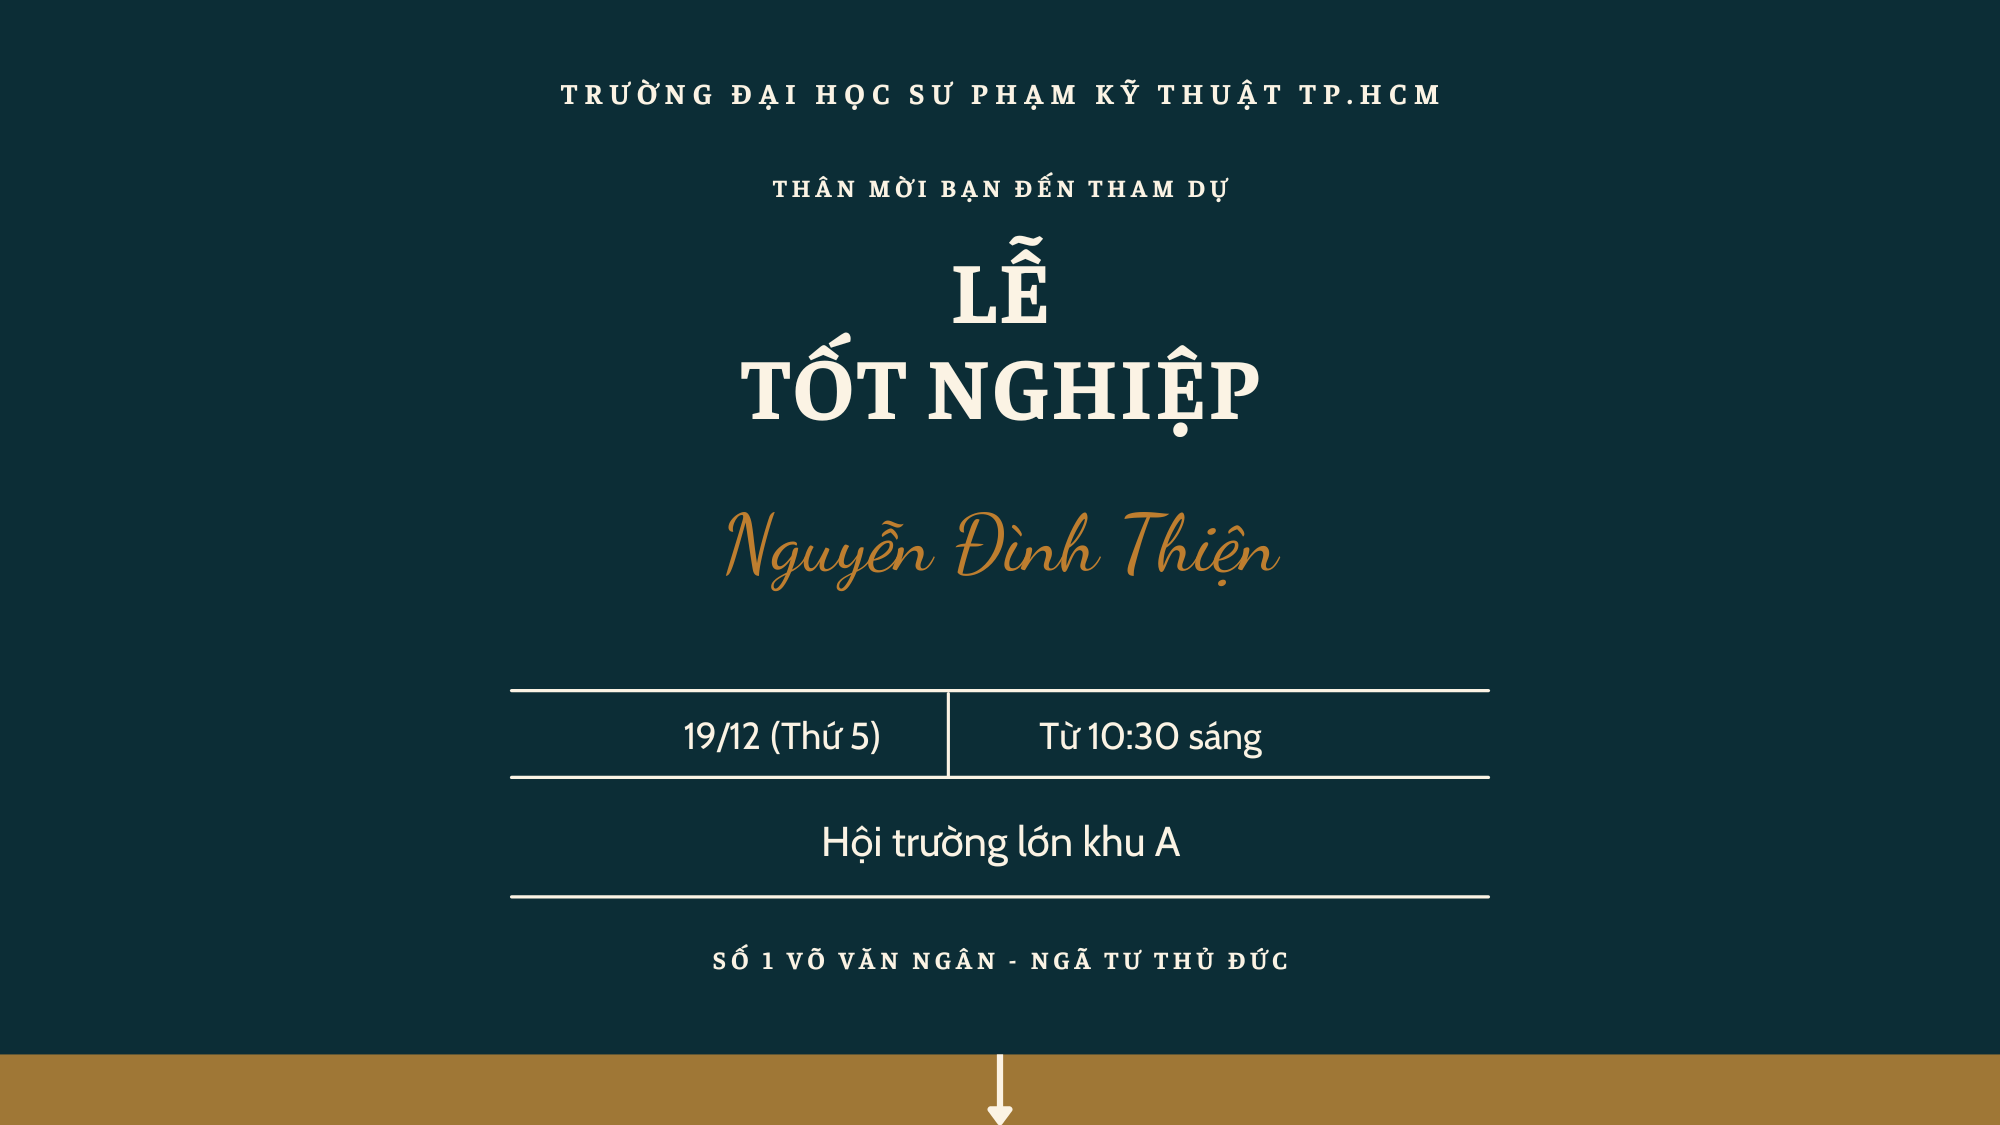 TRƯỜNG ĐẠI HỌC SƯ PHẠM KỸ THUẬT TP.HCM
THÂN MỜI BẠN ĐẾN THAM DỰ
LỄ
TỐT NGHIỆP
Nguyễn Đình Thiện
19/12 (Thứ 5)
Từ 10:30 sáng
Hội trường lớn khu A
SỐ 1 VÕ VĂN NGÂN - NGÃ TƯ THỦ ĐỨC